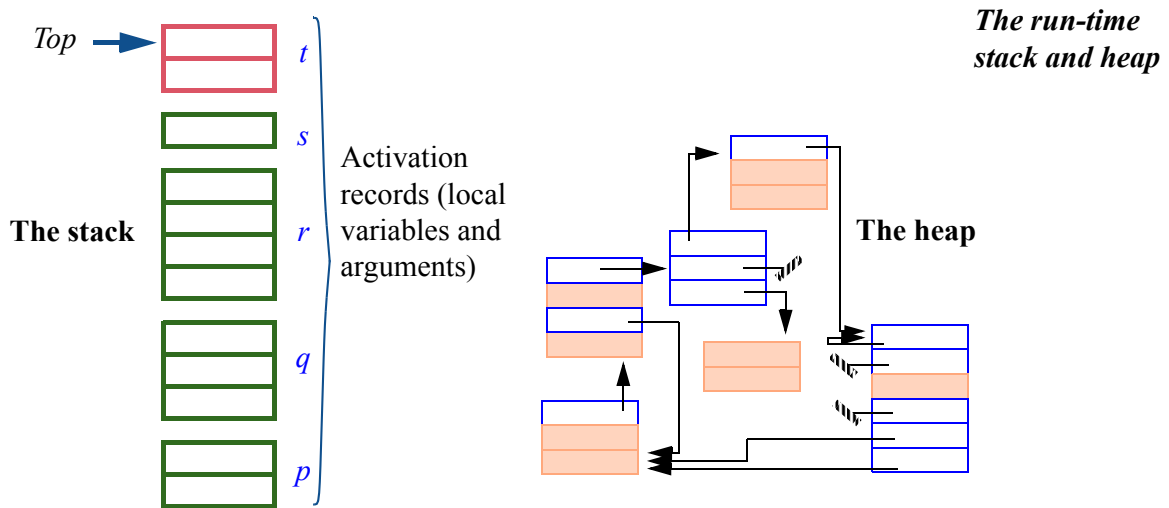 The run-time
stack and heap
Top
t
s
Activation
records (local
variables and
arguments)
The stack
r
The heap
q
p